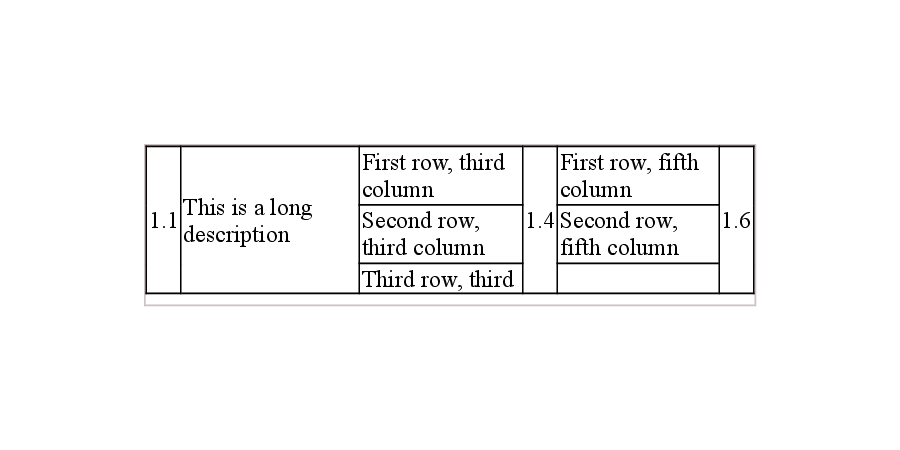 1.1
This is a long
description
First row, third
column
Second row,
third column
Third row, third
1.4
First row, fifth
column
Second row,
fifth column
1.6